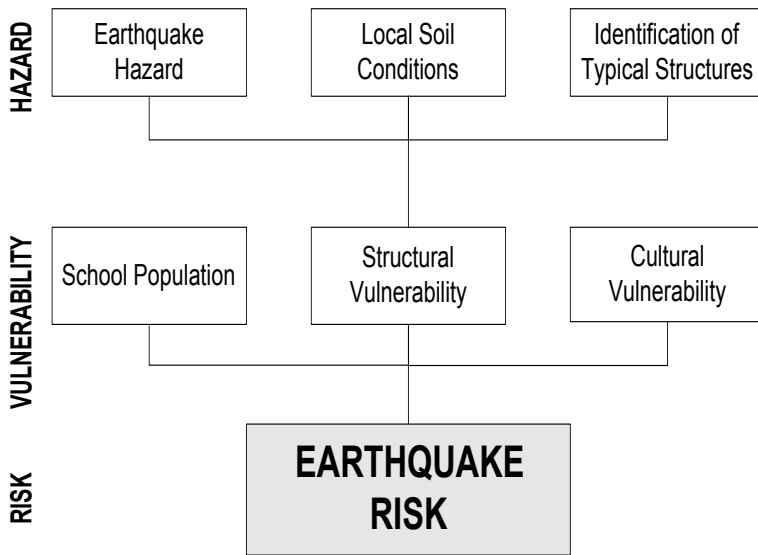 HAZARD
Earthquake
Hazard
Local Soil
Conditions
Identification of
Typical Structures
VULNERABILITY
School Population
Structural
Vulnerability
Cultural
Vulnerability
RISK
EARTHQUAKE
RISK